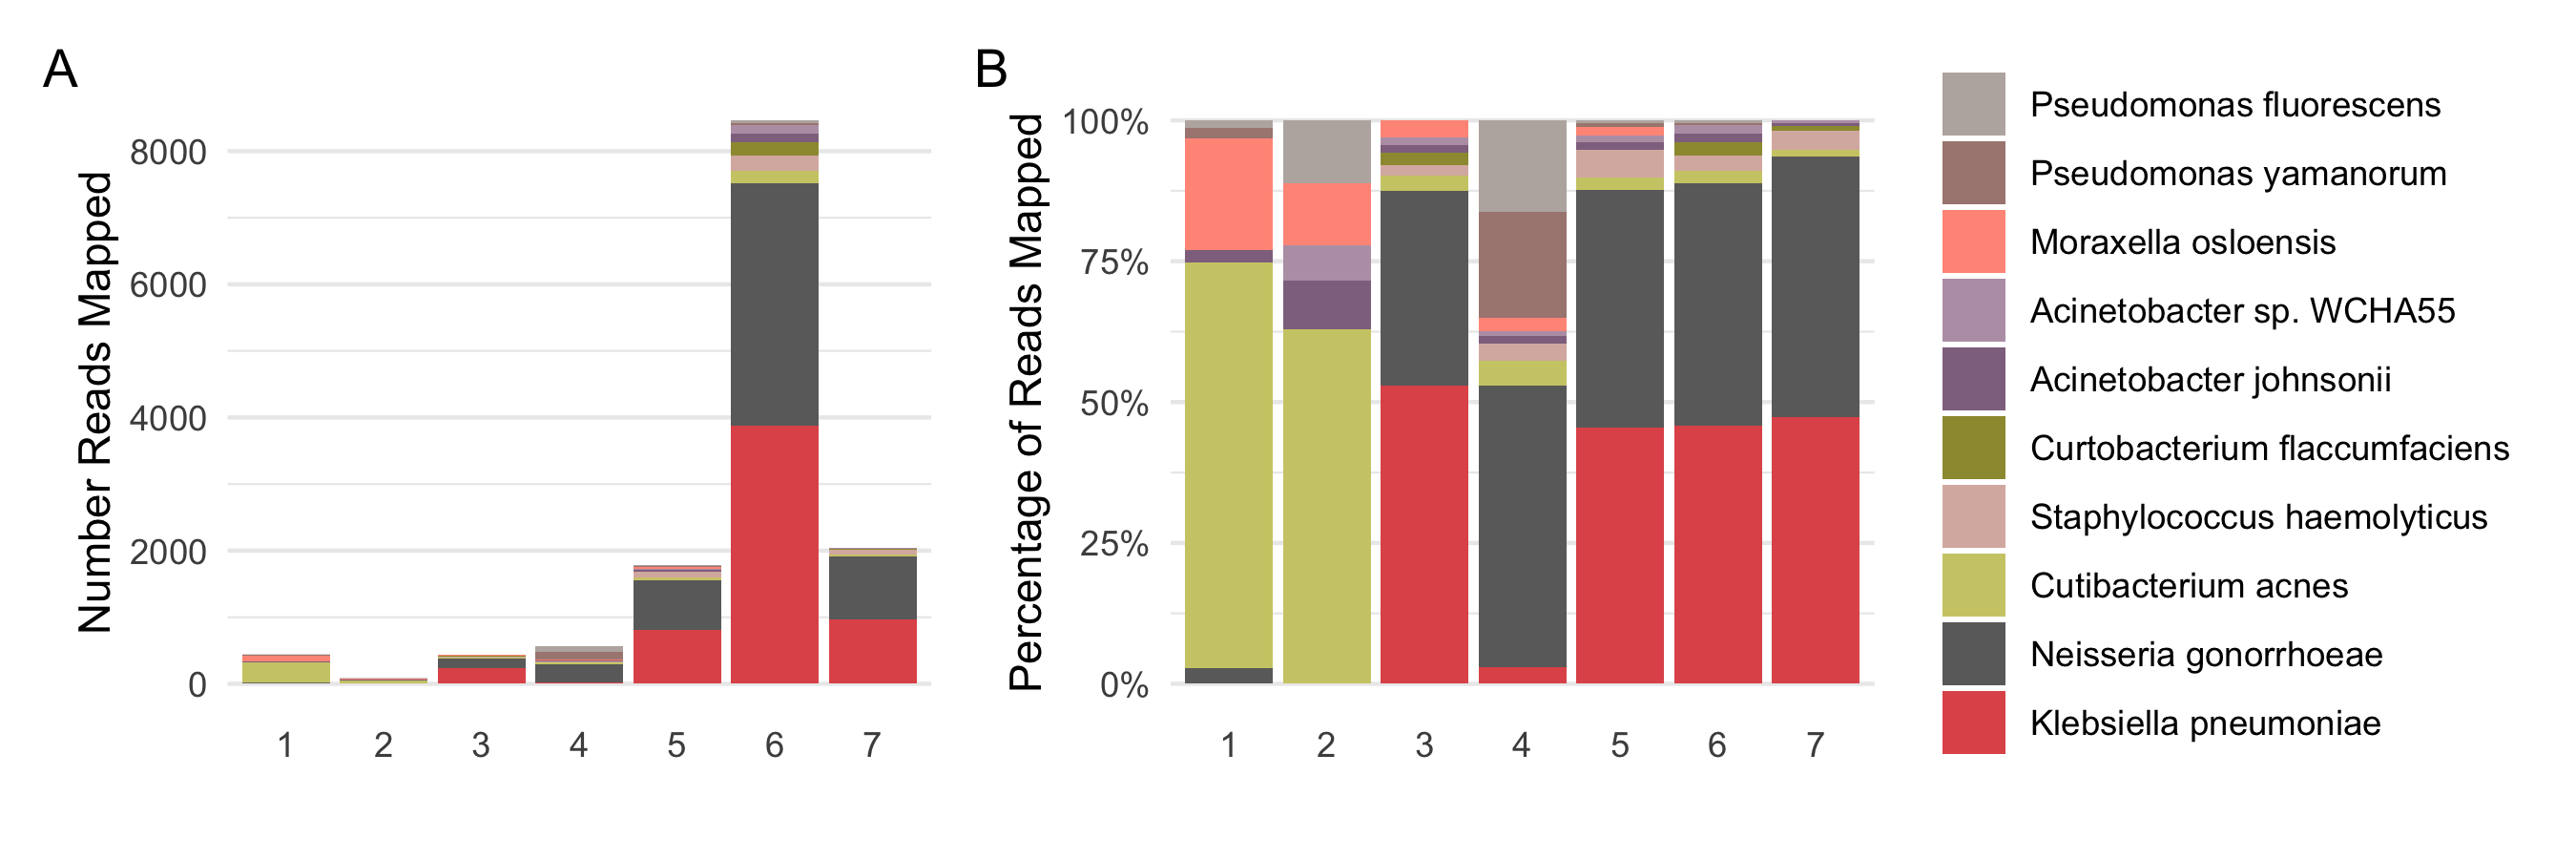 A
Number Reads Mapped
8000
6000
4000
2000
0
1 2 3 4 5 6 7
B
Percentage of Reads Mapped
100%
75%
50%
25%
0%
1 2 3 4 5 6 7
Pseudomonas fluorescens
Pseudomonas yamanorum
Moraxella osloensis
Acinetobacter sp. WCHA55
Acinetobacter johnsonii
Curtobacterium flaccumfaciens
Staphylococcus haemolyticus
Cutibacterium acnes
Neisseria gonorrhoeae
Klebsiella pneumoniae